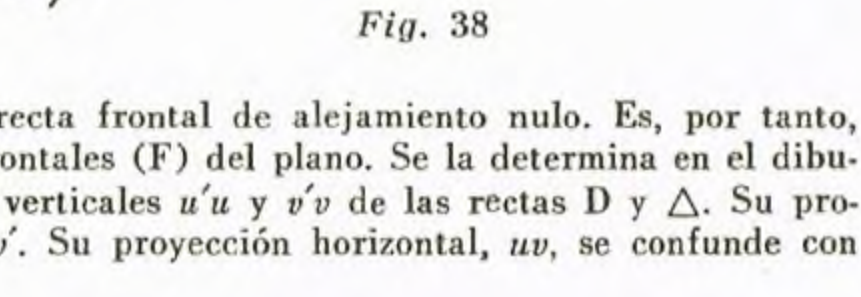 Fig. 38
recta frontal de alejamiento nulo. Es, por tanto,
ontales (F) del plano. Se la determina en el dibu-
verticales u′u y v′v de las rectas D y △. Su pro-
v′. Su proyección horizontal, uv, se confunde con